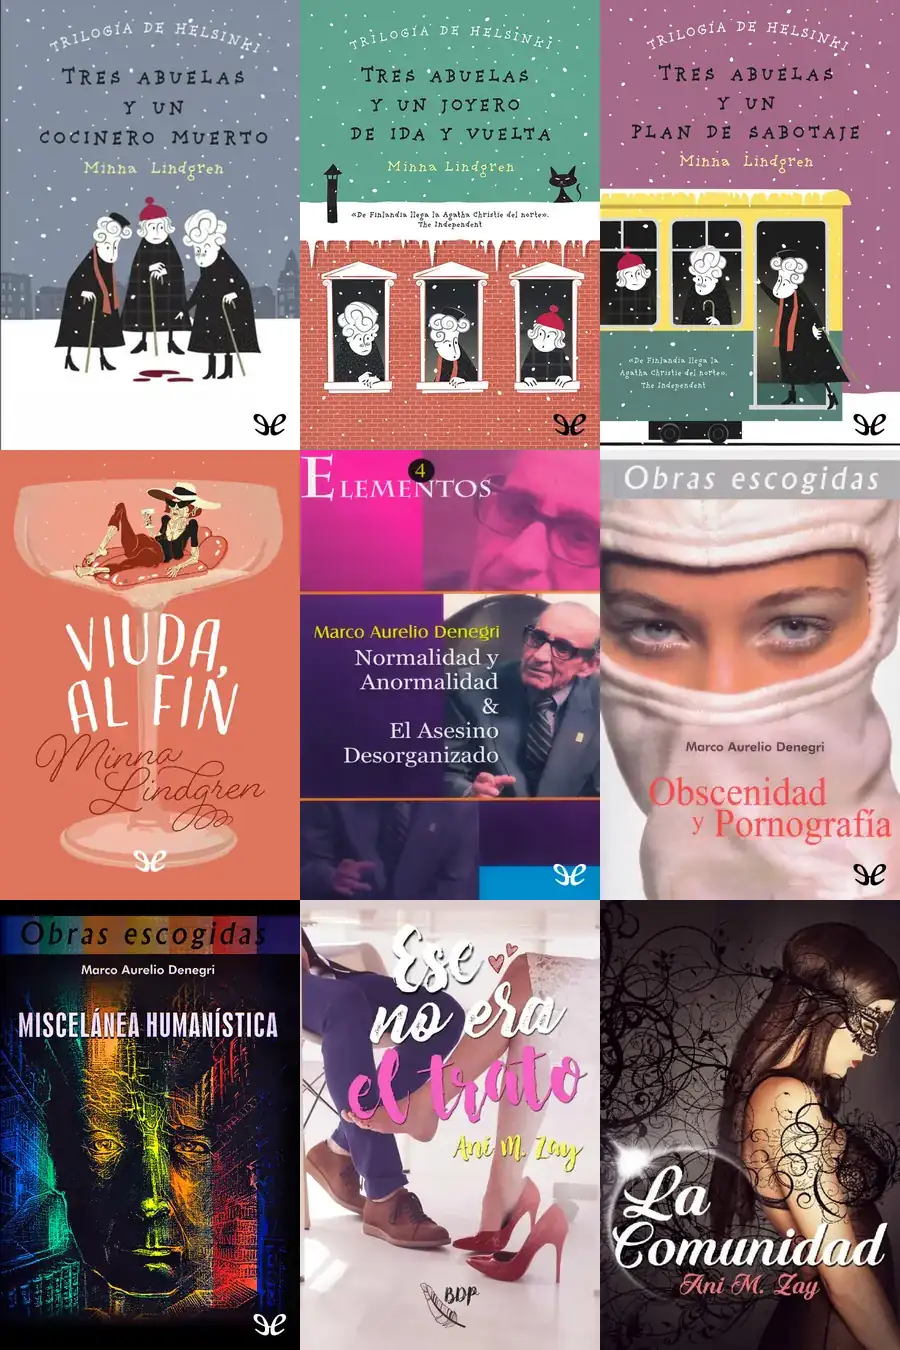 TRILOGÍA DE HELSINKI
TRES ABUELAS
Y UN
COCINERO MUERTO
Minna Lindgren
TRILOGÍA DE HELSINKI
TRES ABUELAS
Y UN JOYERO
DE IDA Y VUELTA
Minna Lindgren
«De Finlandia llega la Agatha Christie del norte».
The Independent
TRILOGÍA DE HELSINKI
TRES ABUELAS
Y UN
PLAN DE SABOTAJE
Minna Lindgren
«De Finlandia llega la
Agatha Christie del norte».
The Independent
VIUDA,
AL FIN
Minna
Lindgren
4
ELEMENTOS
Marco Aurelio Denegri
Normalidad y
Anormalidad
&
El Asesino
Desorganizado
Obras escogidas
Marco Aurelio Denegri
Obscenidad
y Pornografía
Obras escogidas
Marco Aurelio Denegri
MISCELÁNEA HUMANÍSTICA
Ese
no era
el trato
Ani M. Zay
BDP
La
Comunidad
Ani M. Zay